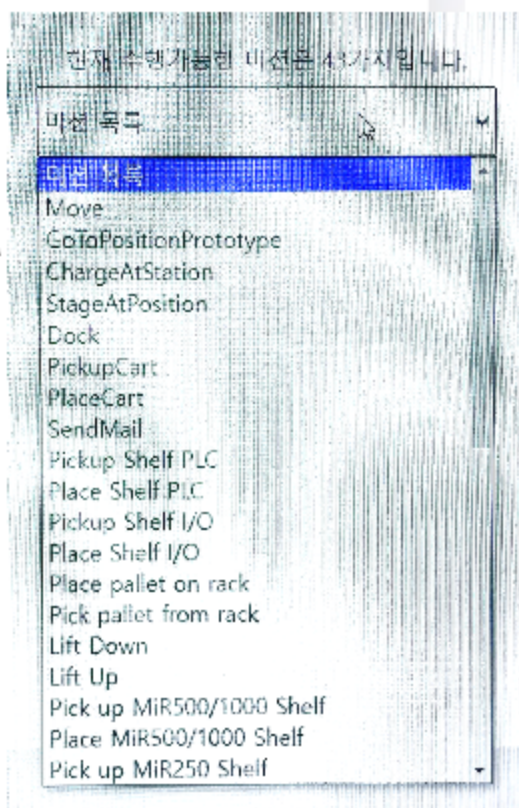 현재 수행가능한 미션은 43가지입니다.
미션 목록
미션 목록
Move
GoToPositionPrototype
ChargeAtStation
StageAtPosition
Dock
PickupCart
PlaceCart
SendMail
Pickup Shelf PLC
Place Shelf PLC
Pickup Shelf I/O
Place Shelf I/O
Place pallet on rack
Pick pallet from rack
Lift Down
Lift Up
Pick up MiR500/1000 Shelf
Place MiR500/1000 Shelf
Pick up MiR250 Shelf